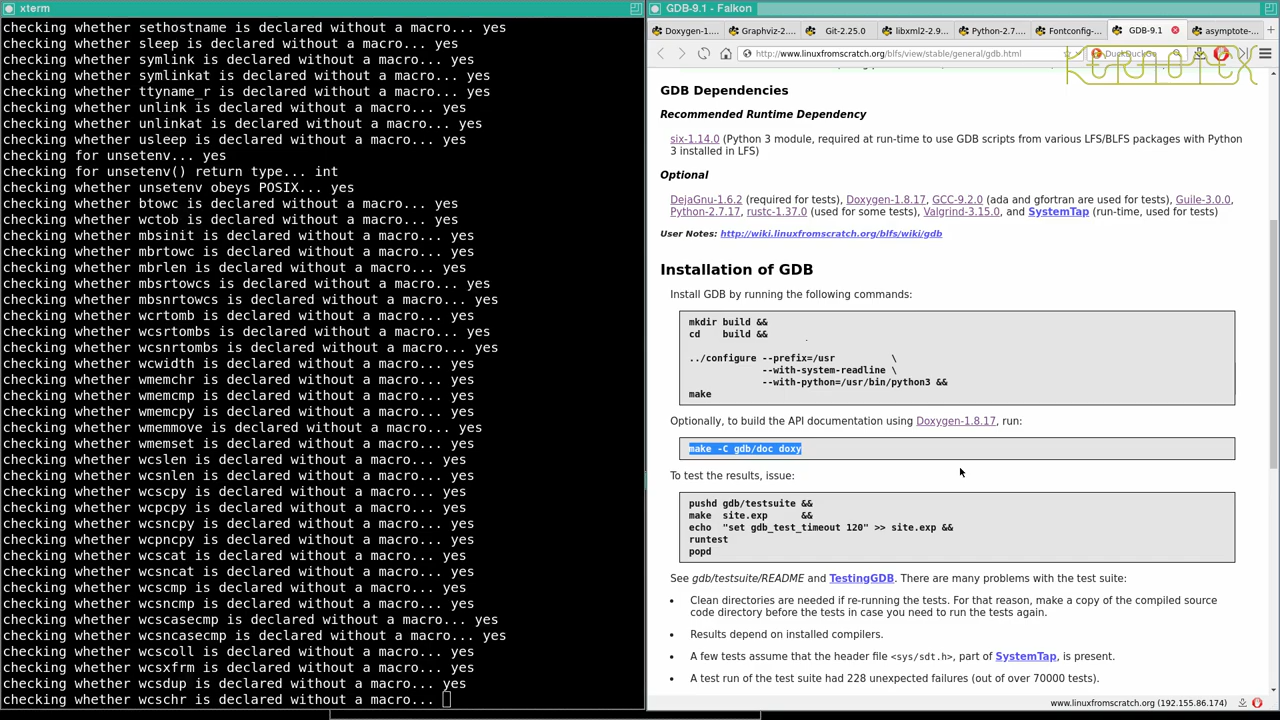 xterm
checking whether sethostname is declared without a macro... yes
checking whether sleep is declared without a macro... yes
checking whether symlink is declared without a macro... yes
checking whether symlinkat is declared without a macro... yes
checking whether ttyname_r is declared without a macro... yes
checking whether unlink is declared without a macro... yes
checking whether unlinkat is declared without a macro... yes
checking whether usleep is declared without a macro... yes
checking for unsetenv... yes
checking for unsetenv() return type... int
checking whether unsetenv obeys POSIX... yes
checking whether btowc is declared without a macro... yes
checking whether wctob is declared without a macro... yes
checking whether mbsinit is declared without a macro... yes
checking whether mbrtowc is declared without a macro... yes
checking whether mbrlen is declared without a macro... yes
checking whether mbsrtowcs is declared without a macro... yes
checking whether mbsnrtowcs is declared without a macro... yes
checking whether wcrtomb is declared without a macro... yes
checking whether wcsrtombs is declared without a macro... yes
checking whether wcsnrtombs is declared without a macro... yes
checking whether wcwidth is declared without a macro... yes
checking whether wmemchr is declared without a macro... yes
checking whether wmemcmp is declared without a macro... yes
checking whether wmemcpy is declared without a macro... yes
checking whether wmemmove is declared without a macro... yes
checking whether wmemset is declared without a macro... yes
checking whether wcslen is declared without a macro... yes
checking whether wcsnlen is declared without a macro... yes
checking whether wcscpy is declared without a macro... yes
checking whether wcpcpy is declared without a macro... yes
checking whether wcsncpy is declared without a macro... yes
checking whether wcpncpy is declared without a macro... yes
checking whether wcscat is declared without a macro... yes
checking whether wcsncat is declared without a macro... yes
checking whether wcscmp is declared without a macro... yes
checking whether wcsncmp is declared without a macro... yes
checking whether wcscasecmp is declared without a macro... yes
checking whether wcsncasecmp is declared without a macro... yes
checking whether wcscoll is declared without a macro... yes
checking whether wcsxfrm is declared without a macro... yes
checking whether wcsdup is declared without a macro... yes
checking whether wcschr is declared without a macro...
GDB-9.1 - Falkon
Doxygen-1... Graphviz-2.... Git-2.25.0 libxml2-2.9... Python-2.7... Fontconfig-... GDB-9.1 asymptote-...
http://www.linuxfromscratch.org/blfs/view/stable/general/gdb.html
GDB Dependencies
Recommended Runtime Dependency
six-1.14.0 (Python 3 module, required at run-time to use GDB scripts from various LFS/BLFS packages with Python
3 installed in LFS)
Optional
DejaGnu-1.6.2 (required for tests), Doxygen-1.8.17, GCC-9.2.0 (ada and gfortran are used for tests), Guile-3.0.0,
Python-2.7.17, rustc-1.37.0 (used for some tests), Valgrind-3.15.0, and SystemTap (run-time, used for tests)
User Notes: http://wiki.linuxfromscratch.org/blfs/wiki/gdb
Installation of GDB
Install GDB by running the following commands:
mkdir build &&
cd    build &&
../configure --prefix=/usr          \
--with-system-readline \
--with-python=/usr/bin/python3 &&
make
Optionally, to build the API documentation using Doxygen-1.8.17, run:
make -C gdb/doc doxy
To test the results, issue:
pushd gdb/testsuite &&
make  site.exp      &&
echo  "set gdb_test_timeout 120" >> site.exp &&
runtest
popd
See gdb/testsuite/README and TestingGDB. There are many problems with the test suite:
• Clean directories are needed if re-running the tests. For that reason, make a copy of the compiled source
code directory before the tests in case you need to run the tests again.
• Results depend on installed compilers.
• A few tests assume that the header file <sys/sdt.h>, part of SystemTap, is present.
• A test run of the test suite had 228 unexpected failures (out of over 70000 tests).
www.linuxfromscratch.org (192.155.86.174)